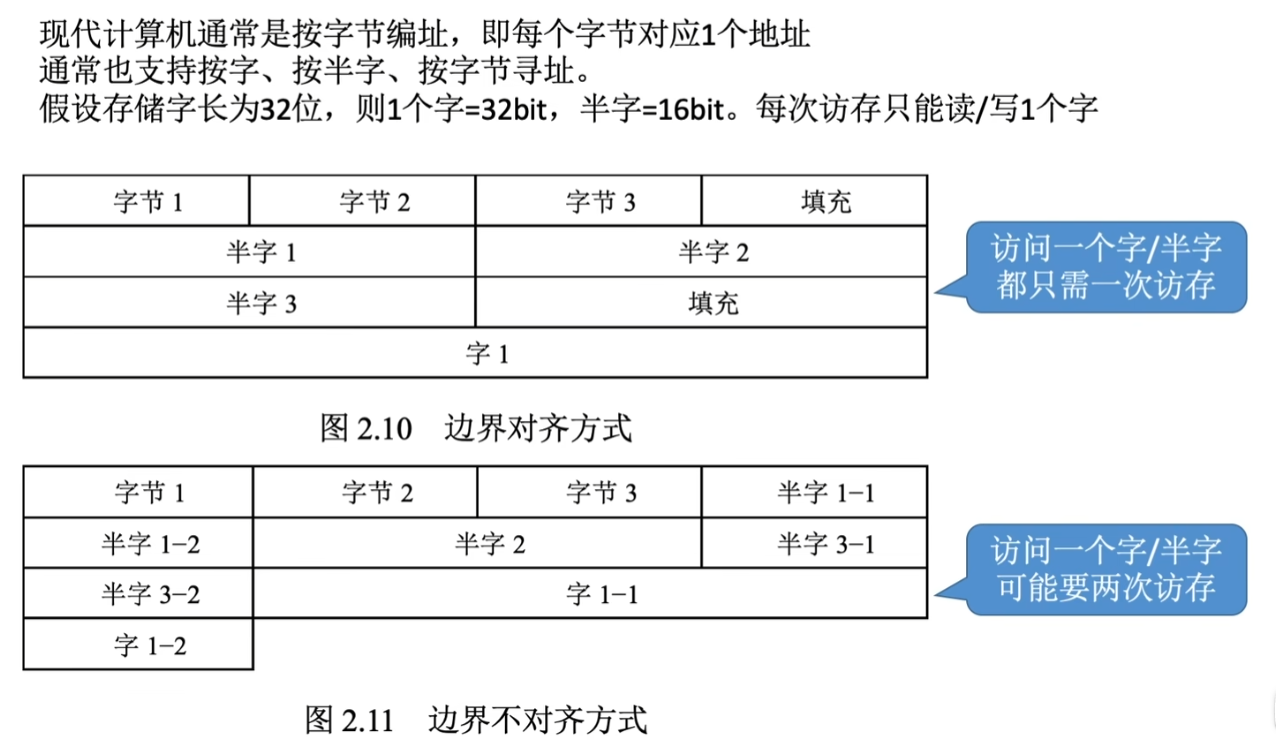 现代计算机通常是按字节编址，即每个字节对应1个地址
通常也支持按字、按半字、按字节寻址。
假设存储字长为32位，则1个字=32bit，半字=16bit。每次访存只能读/写1个字
字节 1 字节 2 字节 3 填充
半字 1 半字 2
半字 3 填充
字 1
访问一个字/半字
都只需一次访存
图 2.10 边界对齐方式
字节 1 字节 2 字节 3 半字 1-1
半字 1-2 半字 2 半字 3-1
半字 3-2 字 1-1
字 1-2
访问一个字/半字
可能要两次访存
图 2.11 边界不对齐方式